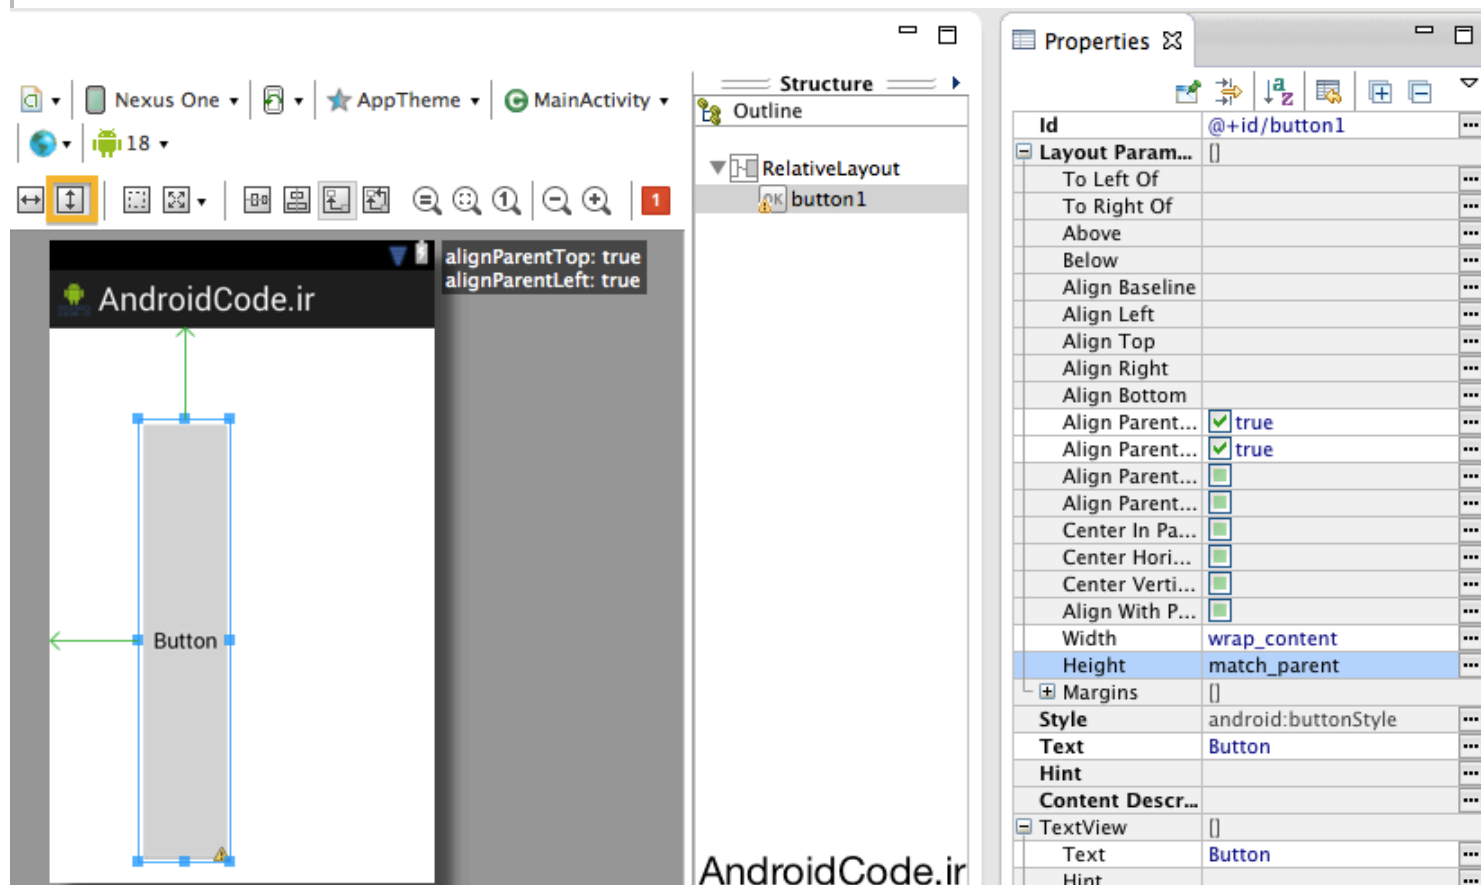 Nexus One
AppTheme
MainActivity
18
1
alignParentTop: true
alignParentLeft: true
AndroidCode.ir
Button
Structure
Outline
RelativeLayout
OK button1
AndroidCode.ir
Properties
Id @+id/button1
Layout Param... []
To Left Of
To Right Of
Above
Below
Align Baseline
Align Left
Align Top
Align Right
Align Bottom
Align Parent... true
Align Parent... true
Align Parent...
Align Parent...
Center In Pa...
Center Hori...
Center Verti...
Align With P...
Width wrap_content
Height match_parent
Margins []
Style android:buttonStyle
Text Button
Hint
Content Descr...
TextView []
Text Button
Hint